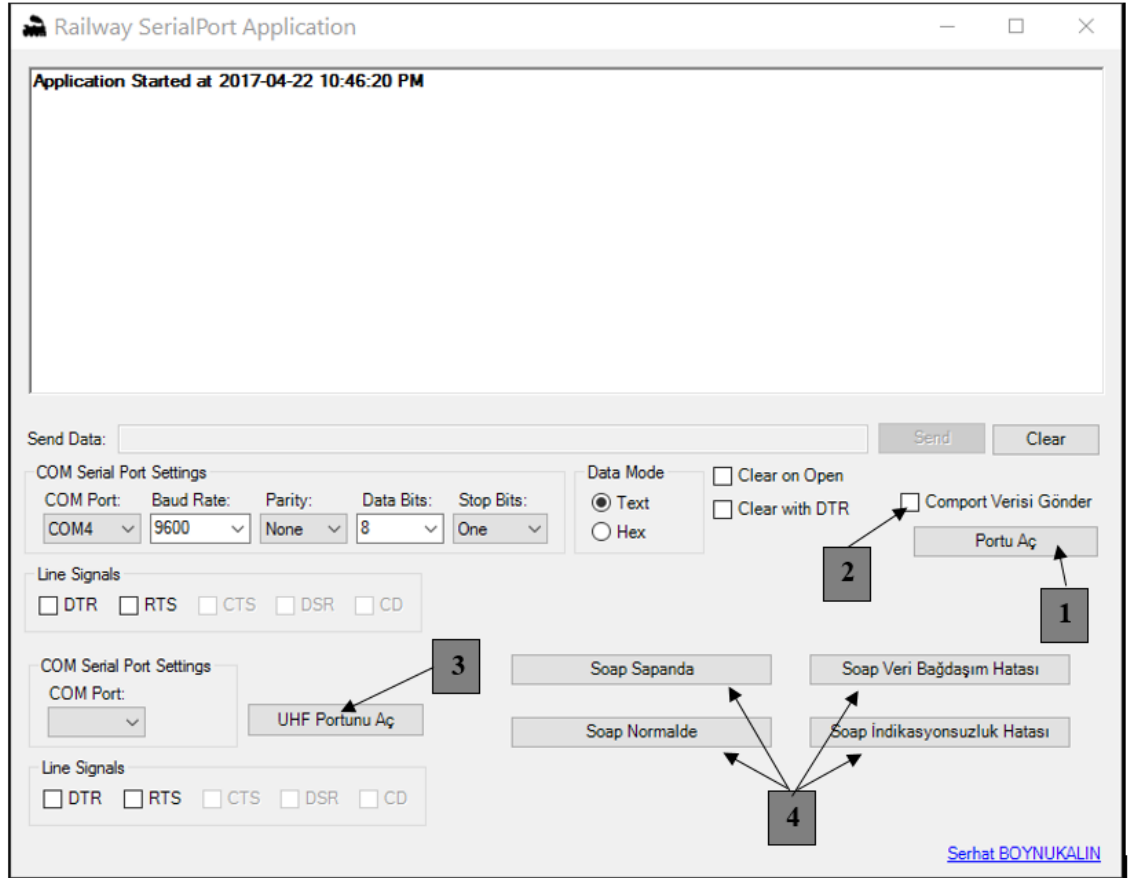 Railway SerialPort Application
Application Started at 2017-04-22 10:46:20 PM
Send Data:
Send
Clear
COM Serial Port Settings
COM Port:
Baud Rate:
Parity:
Data Bits:
Stop Bits:
COM4
9600
None
8
One
Data Mode
Text
Hex
Clear on Open
Clear with DTR
Comport Verisi Gönder
Portu Aç
2
1
Line Signals
DTR
RTS
CTS
DSR
CD
COM Serial Port Settings
COM Port:
UHF Portunu Aç
3
Soap Sapanda
Soap Veri Bağdaşım Hatası
Soap Normalde
Soap İndikasyonsuzluk Hatası
4
Line Signals
DTR
RTS
CTS
DSR
CD
Serhat BOYNUKALIN